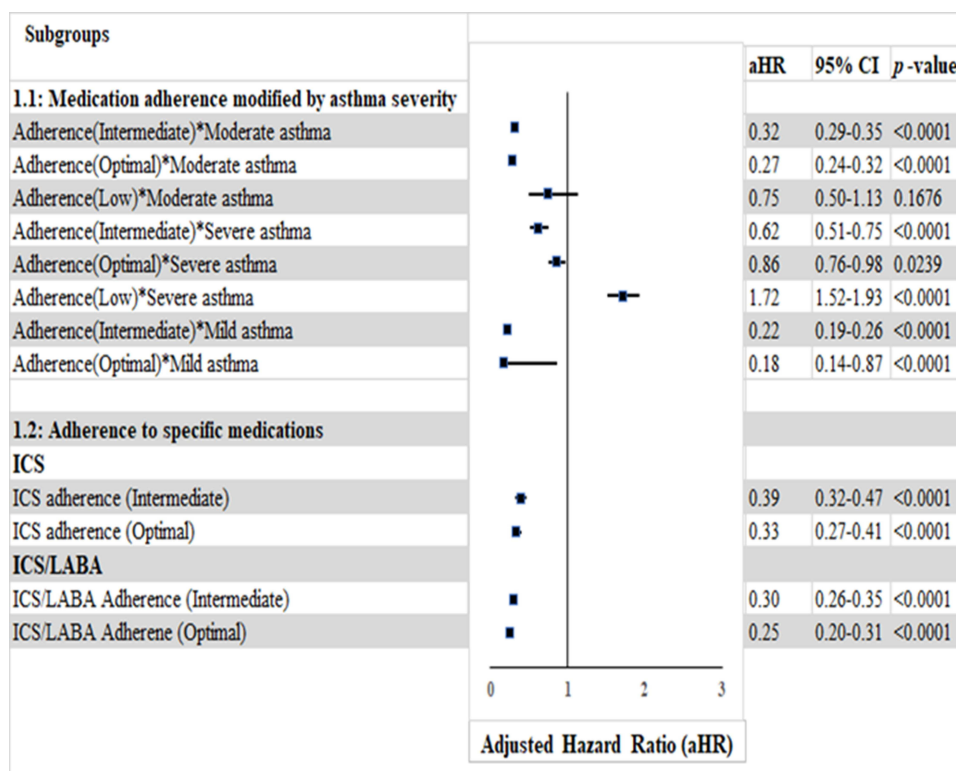 Subgroups
aHR 95% CI p -value
1.1: Medication adherence modified by asthma severity
Adherence(Intermediate)*Moderate asthma 0.32 0.29-0.35 <0.0001
Adherence(Optimal)*Moderate asthma 0.27 0.24-0.32 <0.0001
Adherence(Low)*Moderate asthma 0.75 0.50-1.13 0.1676
Adherence(Intermediate)*Severe asthma 0.62 0.51-0.75 <0.0001
Adherence(Optimal)*Severe asthma 0.86 0.76-0.98 0.0239
Adherence(Low)*Severe asthma 1.72 1.52-1.93 <0.0001
Adherence(Intermediate)*Mild asthma 0.22 0.19-0.26 <0.0001
Adherence(Optimal)*Mild asthma 0.18 0.14-0.87 <0.0001
1.2: Adherence to specific medications
ICS
ICS adherence (Intermediate) 0.39 0.32-0.47 <0.0001
ICS adherence (Optimal) 0.33 0.27-0.41 <0.0001
ICS/LABA
ICS/LABA Adherence (Intermediate) 0.30 0.26-0.35 <0.0001
ICS/LABA Adherene (Optimal) 0.25 0.20-0.31 <0.0001
0 1 2 3
Adjusted Hazard Ratio (aHR)